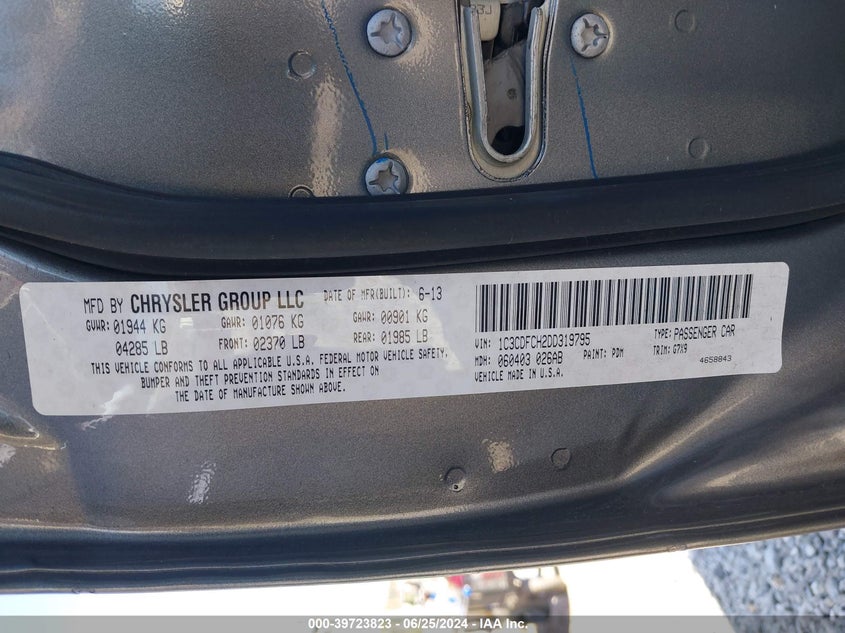 MFD BY CHRYSLER GROUP LLC DATE OF MFR(BUILT): 6-13
GVWR: 01944 KG GAWR: 01076 KG GAWR: 00901 KG
04285 LB FRONT: 02370 LB REAR: 01985 LB
THIS VEHICLE CONFORMS TO ALL APPLICABLE U.S.A. FEDERAL MOTOR VEHICLE SAFETY,
BUMPER AND THEFT PREVENTION STANDARDS IN EFFECT ON
THE DATE OF MANUFACTURE SHOWN ABOVE.
VIN: 1C3CDFCH2DD319795 TYPE: PASSENGER CAR
MDH: 060403 026AB PAINT: PDM TRIM: G7X9
VEHICLE MADE IN U.S.A. 4658843
000-39723823 - 06/25/2024 - IAA Inc.